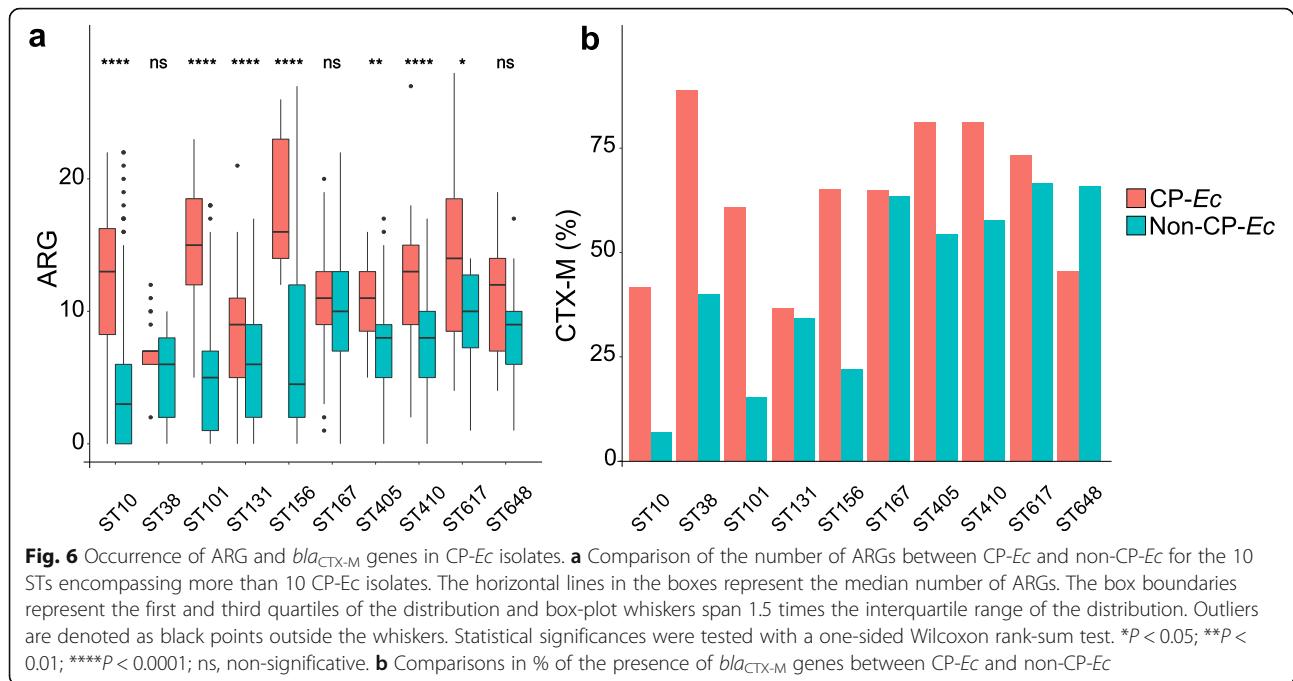 a
**** ns **** **** **** ns ** **** * ns
ARG
20
10
0
ST10 ST38 ST101 ST131 ST156 ST167 ST405 ST410 ST617 ST648
b
CTX-M (%)
75
50
25
0
ST10 ST38 ST101 ST131 ST156 ST167 ST405 ST410 ST617 ST648
CP-Ec
Non-CP-Ec
Fig. 6 Occurrence of ARG and blaCTX-M genes in CP-Ec isolates. a Comparison of the number of ARGs between CP-Ec and non-CP-Ec for the 10
STs encompassing more than 10 CP-Ec isolates. The horizontal lines in the boxes represent the median number of ARGs. The box boundaries
represent the first and third quartiles of the distribution and box-plot whiskers span 1.5 times the interquartile range of the distribution. Outliers
are denoted as black points outside the whiskers. Statistical significances were tested with a one-sided Wilcoxon rank-sum test. *P < 0.05; **P <
0.01; ****P < 0.0001; ns, non-significative. b Comparisons in % of the presence of blaCTX-M genes between CP-Ec and non-CP-Ec